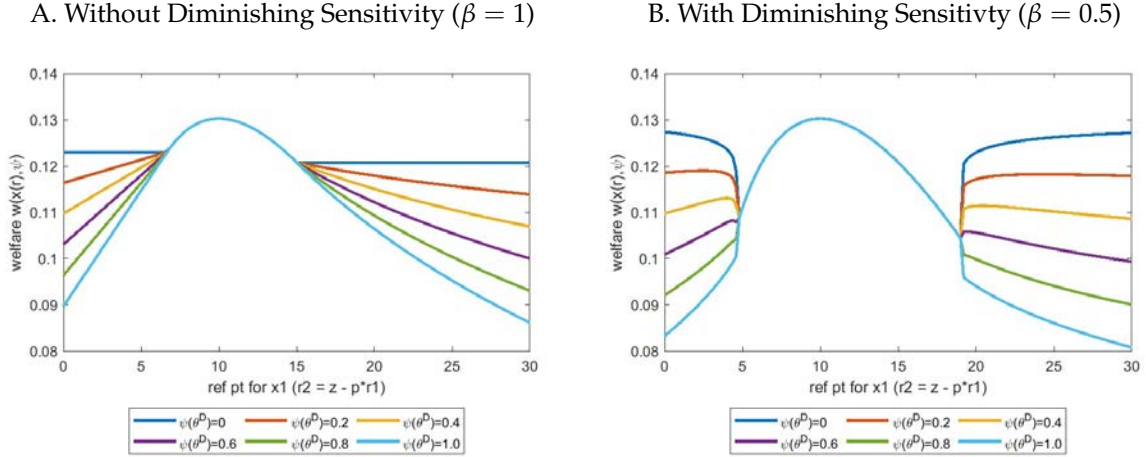 A. Without Diminishing Sensitivity (β = 1)
B. With Diminishing Sensitivty (β = 0.5)
0.14
0.13
0.12
0.11
0.1
0.09
0.08
welfare w(x(r),ψ)
0 5 10 15 20 25 30
ref pt for x1 (r2 = z - p*r1)
ψ(θᴰ)=0 ψ(θᴰ)=0.2 ψ(θᴰ)=0.4
ψ(θᴰ)=0.6 ψ(θᴰ)=0.8 ψ(θᴰ)=1.0
0.14
0.13
0.12
0.11
0.1
0.09
0.08
welfare w(x(r),ψ)
0 5 10 15 20 25 30
ref pt for x1 (r2 = z - p*r1)
ψ(θᴰ)=0 ψ(θᴰ)=0.2 ψ(θᴰ)=0.4
ψ(θᴰ)=0.6 ψ(θᴰ)=0.8 ψ(θᴰ)=1.0